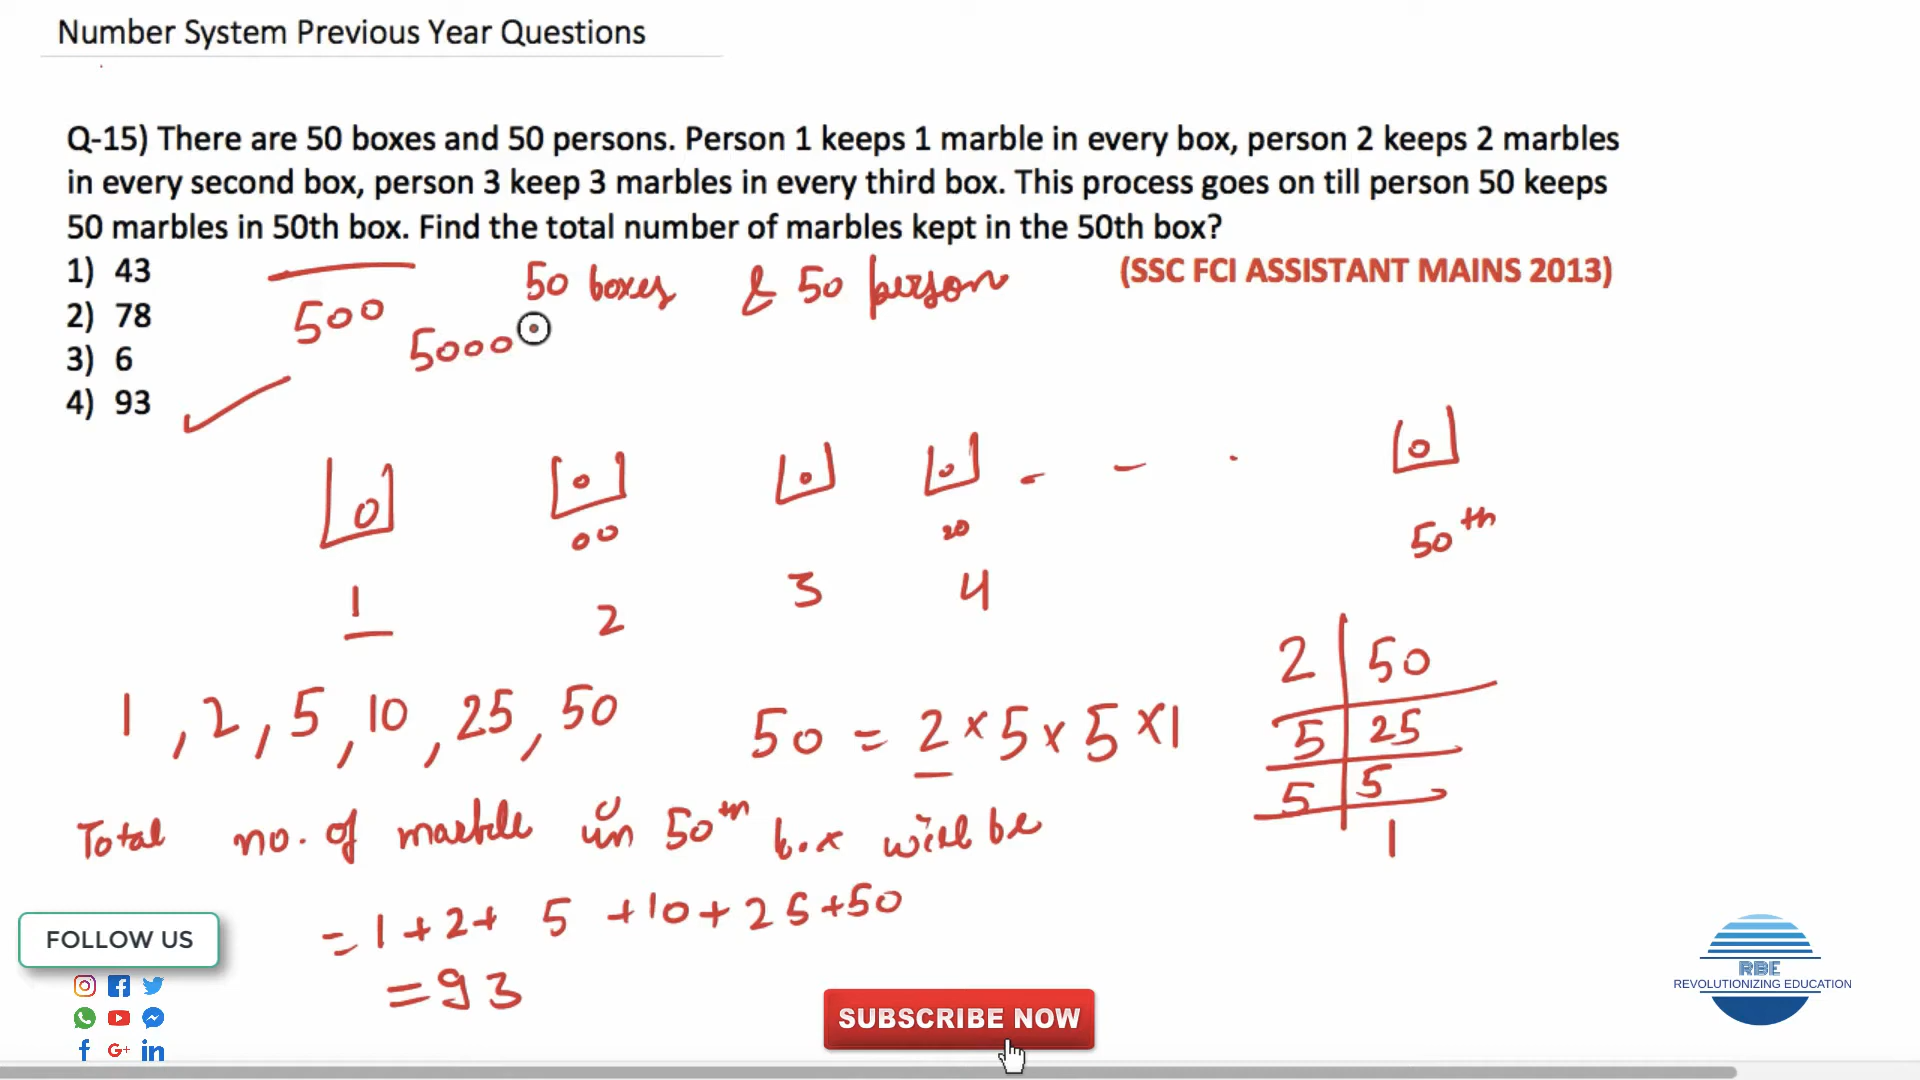 Number System Previous Year Questions
Q-15) There are 50 boxes and 50 persons. Person 1 keeps 1 marble in every box, person 2 keeps 2 marbles
in every second box, person 3 keep 3 marbles in every third box. This process goes on till person 50 keeps
50 marbles in 50th box. Find the total number of marbles kept in the 50th box?
1) 43
(SSC FCI ASSISTANT MAINS 2013)
2) 78
3) 6
4) 93
50 boxes & 50 person
500
5000
50th
1 2 3 4
2 50
5 25
5 5
1
1, 2, 5, 10, 25, 50
50 = 2 × 5 × 5 × 1
Total no. of marble in 50th box will be
= 1 + 2 + 5 + 10 + 25 + 50
= 93
FOLLOW US
SUBSCRIBE NOW
RBE
REVOLUTIONIZING EDUCATION